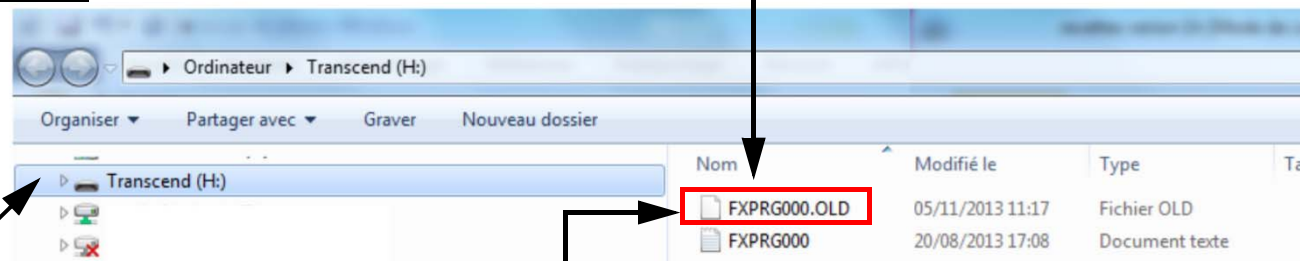 Ordinateur Transcend (H:)
Organiser Partager avec Graver Nouveau dossier
Nom Modifié le Type Ta
Transcend (H:)
FXPRG000.OLD 05/11/2013 11:17 Fichier OLD
FXPRG000 20/08/2013 17:08 Document texte